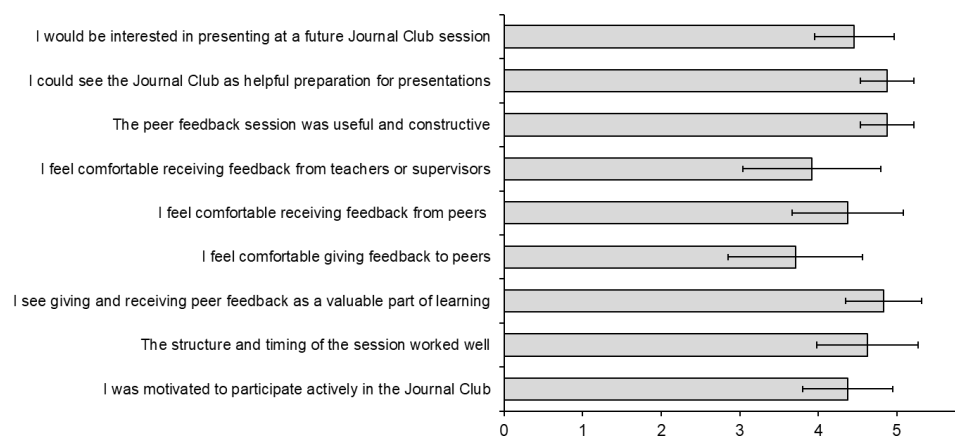 I would be interested in presenting at a future Journal Club session
I could see the Journal Club as helpful preparation for presentations
The peer feedback session was useful and constructive
I feel comfortable receiving feedback from teachers or supervisors
I feel comfortable receiving feedback from peers
I feel comfortable giving feedback to peers
I see giving and receiving peer feedback as a valuable part of learning
The structure and timing of the session worked well
I was motivated to participate actively in the Journal Club
0 1 2 3 4 5